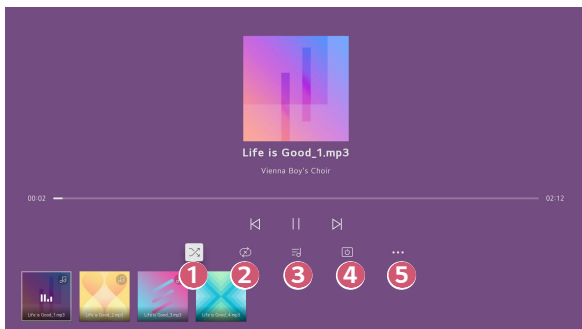 Life is Good_1.mp3
Vienna Boy's Choir
00:02
02:12
1
2
3
4
5
Life is Good_1.mp3
Life is Good_2.mp3
Life is Good_3.mp3
Life is Good_4.mp3